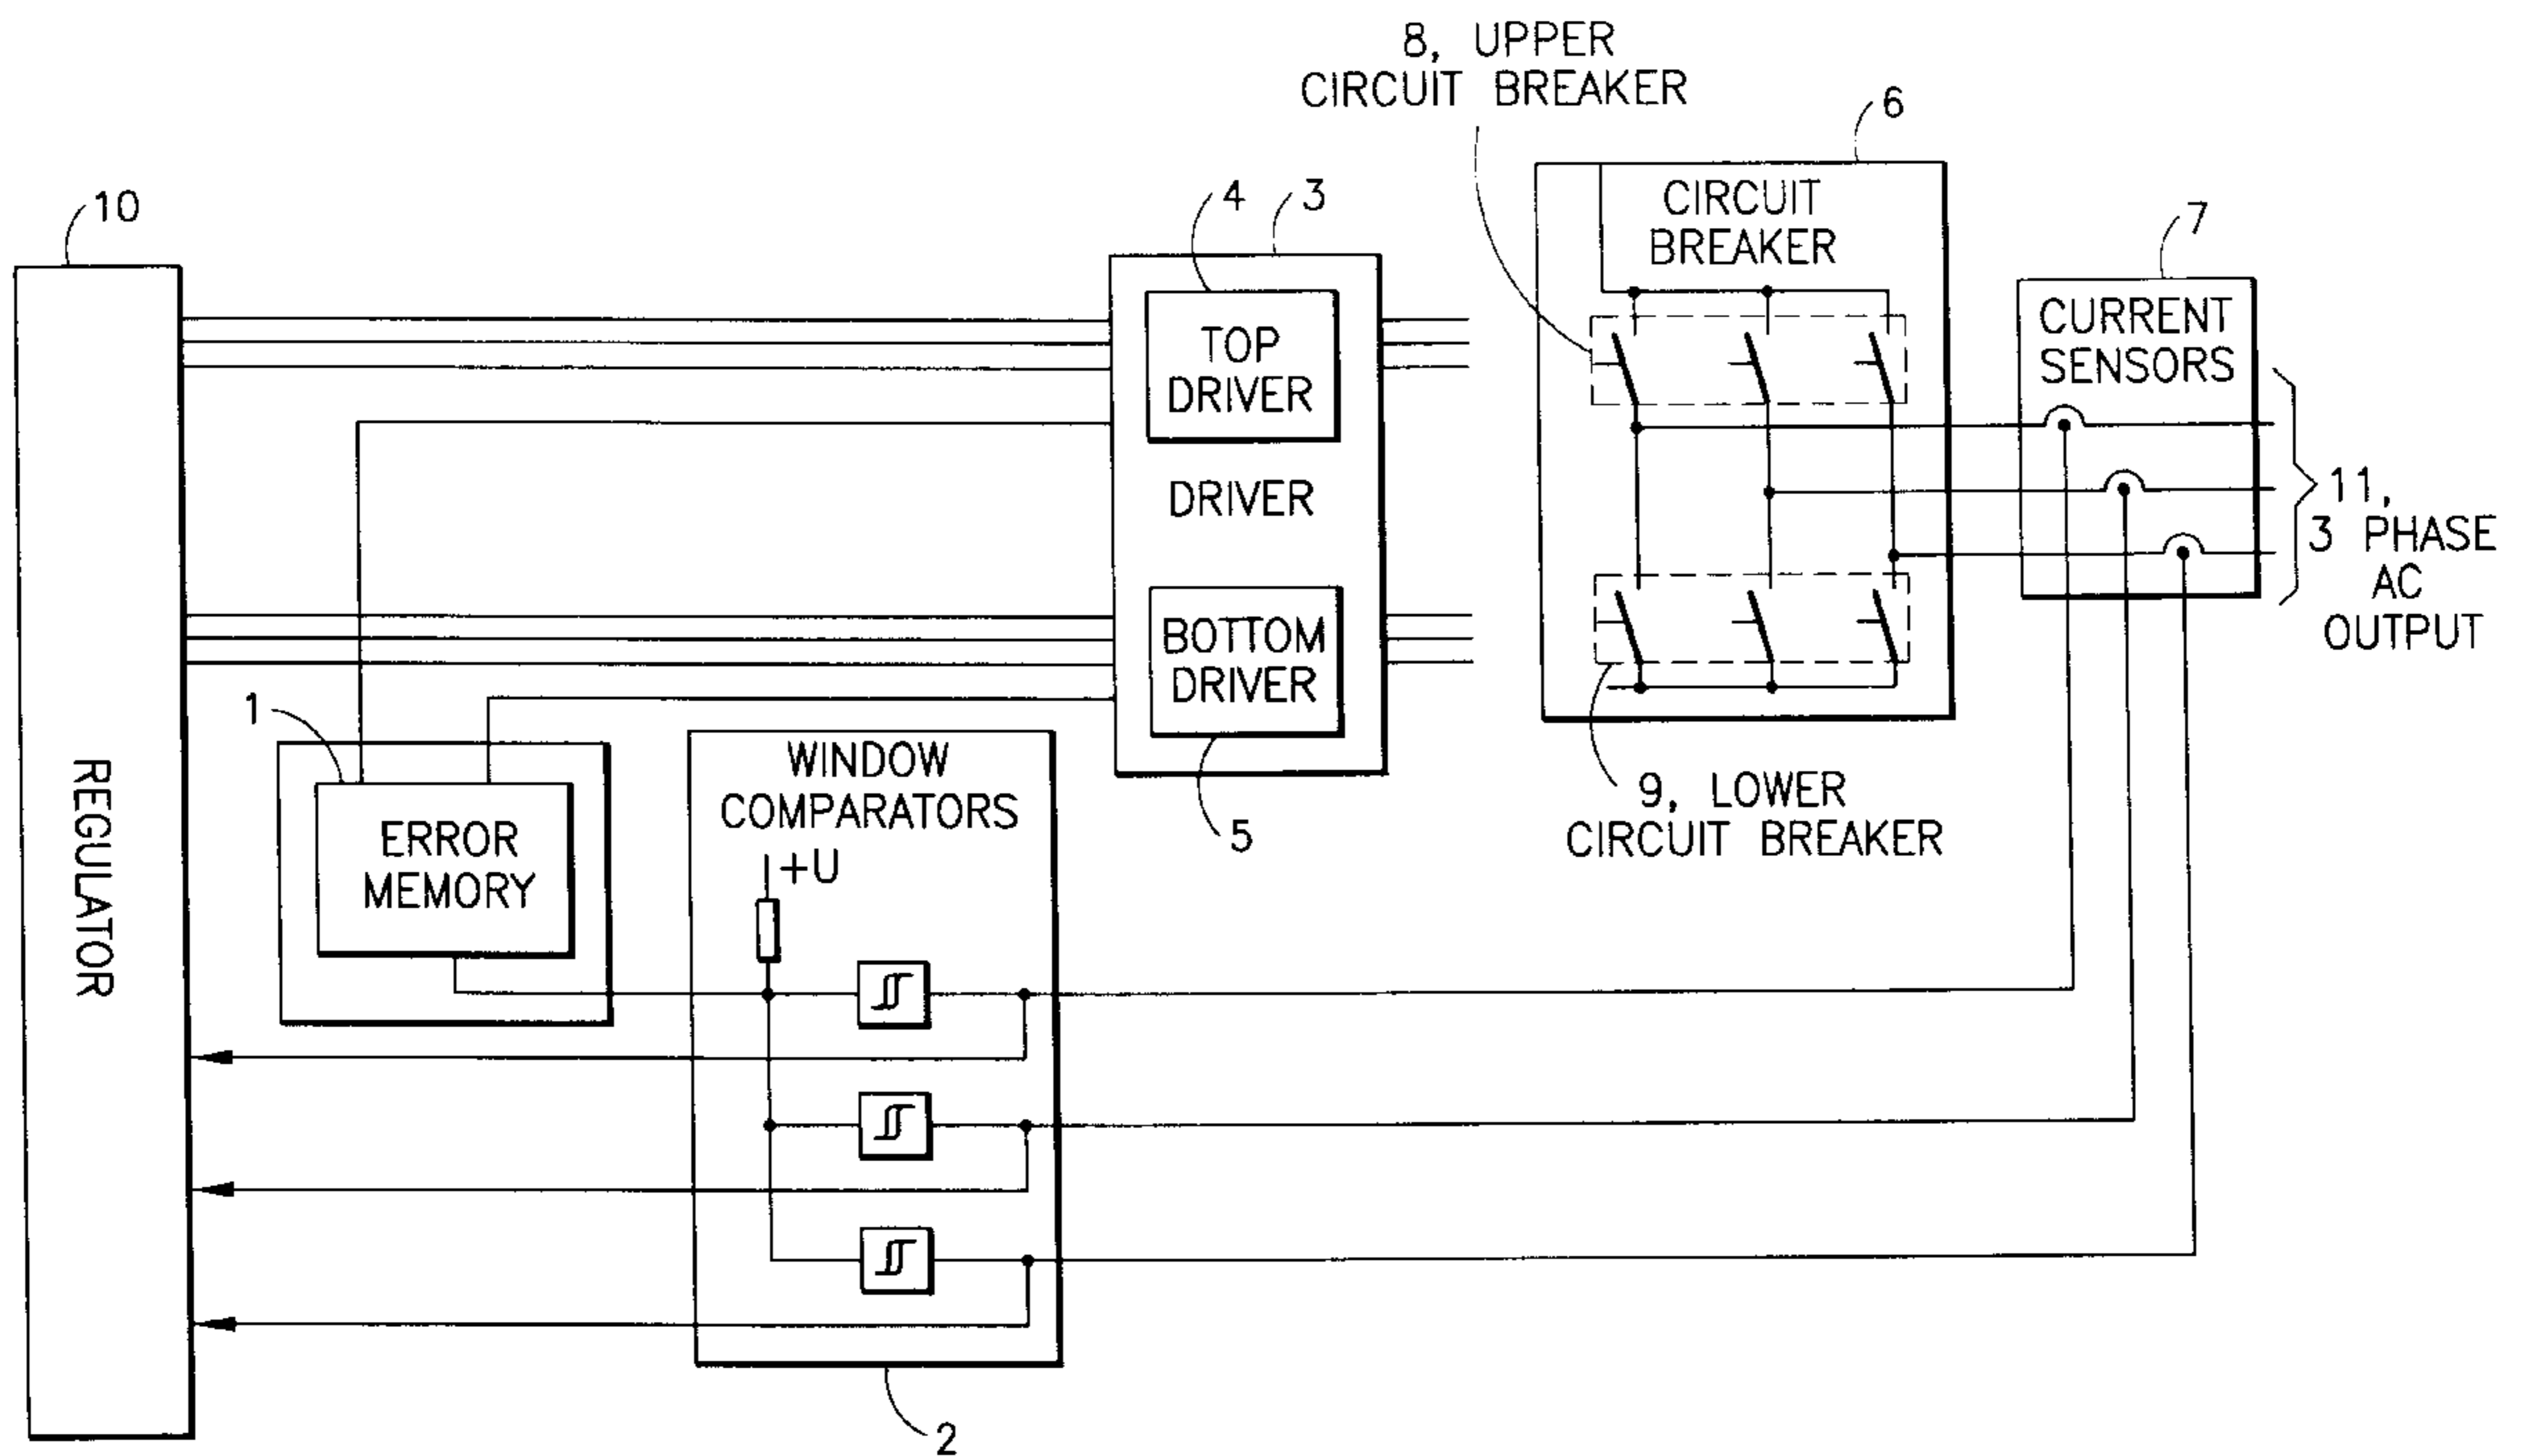 8, UPPER
CIRCUIT BREAKER
6
CIRCUIT
BREAKER
10
4
3
7
TOP
DRIVER
CURRENT
SENSORS
DRIVER
11,
3 PHASE
AC
OUTPUT
BOTTOM
DRIVER
1
REGULATOR
ERROR
MEMORY
WINDOW
COMPARATORS
+U
5
9, LOWER
CIRCUIT BREAKER
2